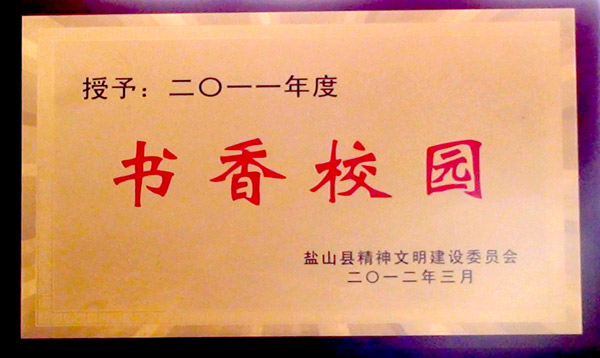 授予：二〇一一年度
书香校园
盐山县精神文明建设委员会
二〇一二年三月